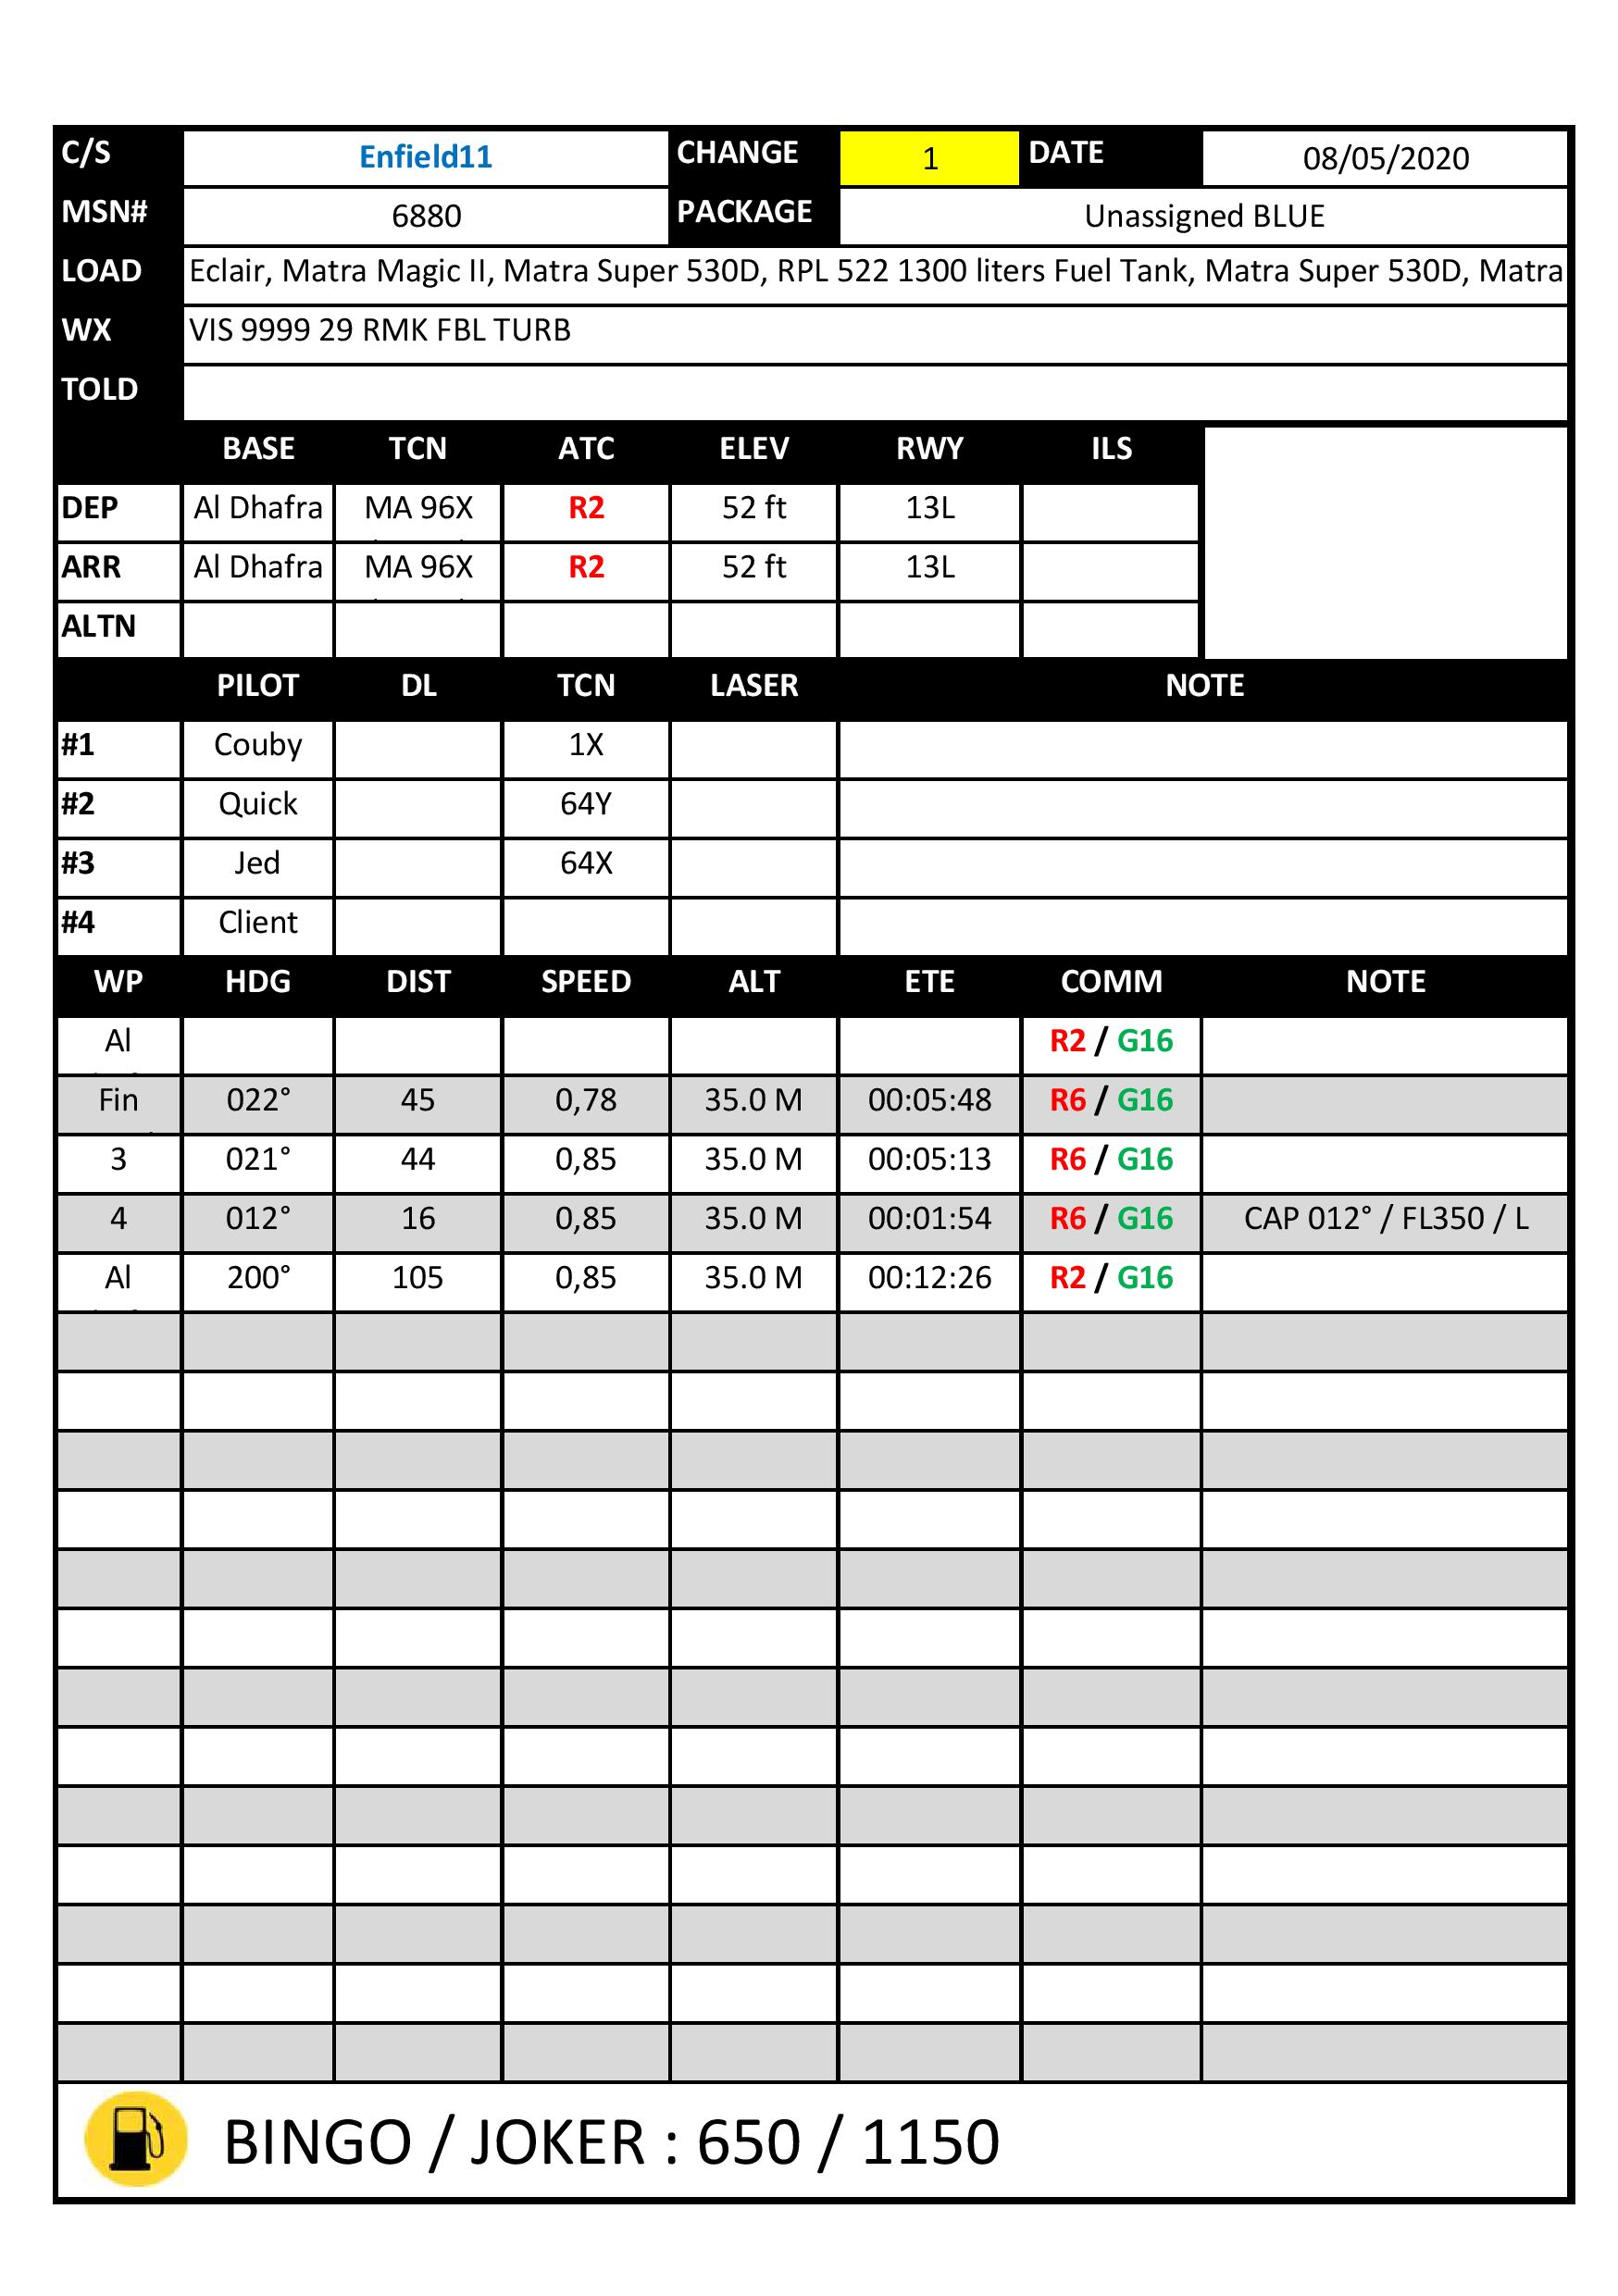 C/S Enfield11 CHANGE 1 DATE 08/05/2020
MSN# 6880 PACKAGE Unassigned BLUE
LOAD Eclair, Matra Magic II, Matra Super 530D, RPL 522 1300 liters Fuel Tank, Matra Super 530D, Matra
WX VIS 9999 29 RMK FBL TURB
TOLD
BASE TCN ATC ELEV RWY ILS
DEP Al Dhafra MA 96X R2 52 ft 13L
ARR Al Dhafra MA 96X R2 52 ft 13L
ALTN
PILOT DL TCN LASER NOTE
#1 Couby 1X
#2 Quick 64Y
#3 Jed 64X
#4 Client
WP HDG DIST SPEED ALT ETE COMM NOTE
Al R2 / G16
Fin 022° 45 0,78 35.0 M 00:05:48 R6 / G16
3 021° 44 0,85 35.0 M 00:05:13 R6 / G16
4 012° 16 0,85 35.0 M 00:01:54 R6 / G16 CAP 012° / FL350 / L
Al 200° 105 0,85 35.0 M 00:12:26 R2 / G16
BINGO / JOKER : 650 / 1150